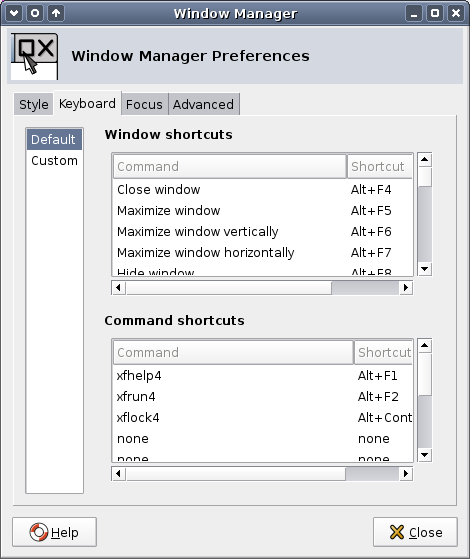 Window Manager
Window Manager Preferences
Style Keyboard Focus Advanced
Default
Custom
Window shortcuts
Command Shortcut
Close window Alt+F4
Maximize window Alt+F5
Maximize window vertically Alt+F6
Maximize window horizontally Alt+F7
Hide window Alt+F8
Command shortcuts
Command Shortcut
xfhelp4 Alt+F1
xfrun4 Alt+F2
xflock4 Alt+Cont
none none
none none
Help Close